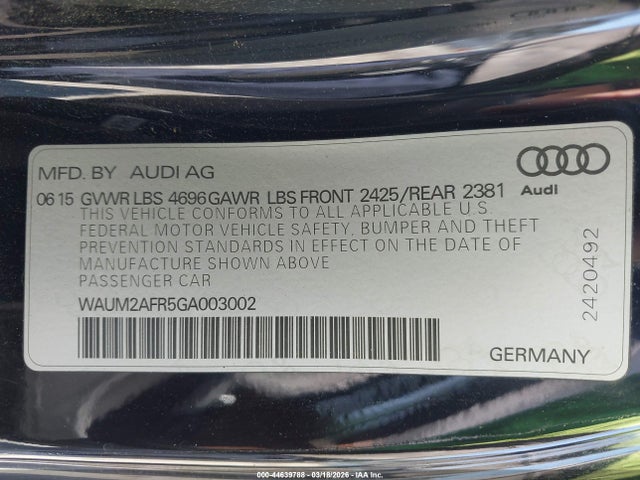 MFD. BY AUDI AG
Audi
0615 GVWR LBS 4696 GAWR LBS FRONT 2425/REAR 2381
THIS VEHICLE CONFORMS TO ALL APPLICABLE U.S.
FEDERAL MOTOR VEHICLE SAFETY, BUMPER AND THEFT
PREVENTION STANDARDS IN EFFECT ON THE DATE OF
MANUFACTURE SHOWN ABOVE
PASSENGER CAR
WAUM2AFR5GA003002
2420492
GERMANY
000-44639788 - 03/18/2026 - IAA, Inc.